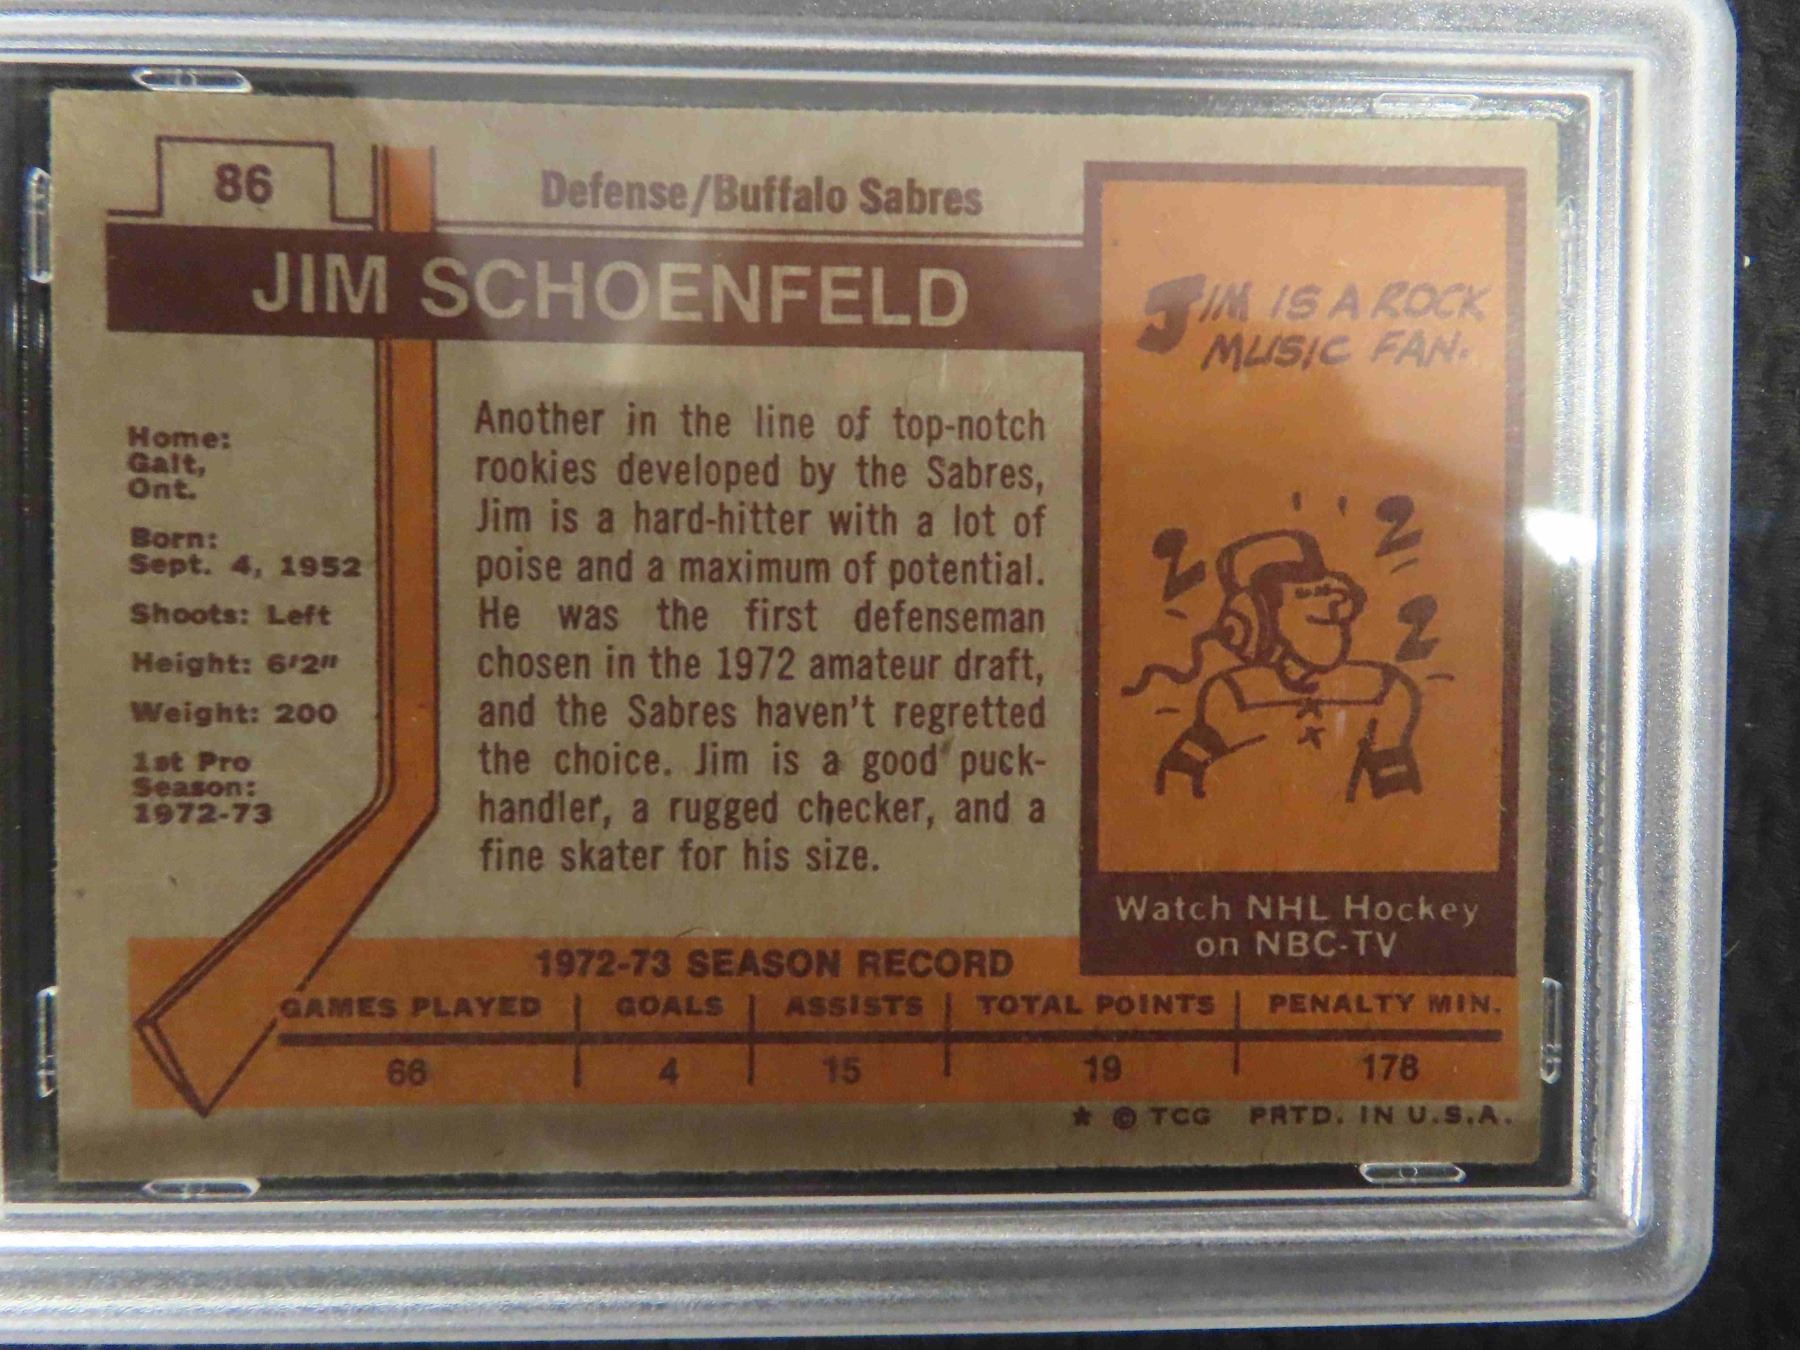 86
Defense/Buffalo Sabres
JIM SCHOENFELD
Home:
Galt,
Ont.
Born:
Sept. 4, 1952
Shoots: Left
Height: 6'2"
Weight: 200
1st Pro
Season:
1972-73
Another in the line of top-notch
rookies developed by the Sabres,
Jim is a hard-hitter with a lot of
poise and a maximum of potential.
He was the first defenseman
chosen in the 1972 amateur draft,
and the Sabres haven't regretted
the choice. Jim is a good puck-
handler, a rugged checker, and a
fine skater for his size.
JIM IS A ROCK
MUSIC FAN.
Watch NHL Hockey
on NBC-TV
1972-73 SEASON RECORD
GAMES PLAYED GOALS ASSISTS TOTAL POINTS PENALTY MIN.
66 4 15 19 178
* © TCG PRTD. IN U.S.A.